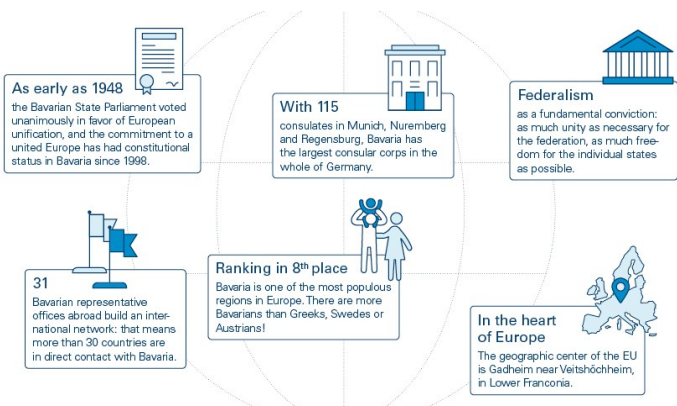 As early as 1948
the Bavarian State Parliament voted
unanimously in favor of European
unification, and the commitment to a
united Europe has had constitutional
status in Bavaria since 1998.
With 115
consulates in Munich, Nuremberg
and Regensburg, Bavaria has
the largest consular corps in the
whole of Germany.
Federalism
as a fundamental conviction:
as much unity as necessary for
the federation, as much free-
dom for the individual states
as possible.
31
Bavarian representative
offices abroad build an inter-
national network: that means
more than 30 countries are
in direct contact with Bavaria.
Ranking in 8th place
Bavaria is one of the most populous
regions in Europe. There are more
Bavarians than Greeks, Swedes or
Austrians!
In the heart
of Europe
The geographic center of the EU
is Gadheim near Veitshöchheim,
in Lower Franconia.